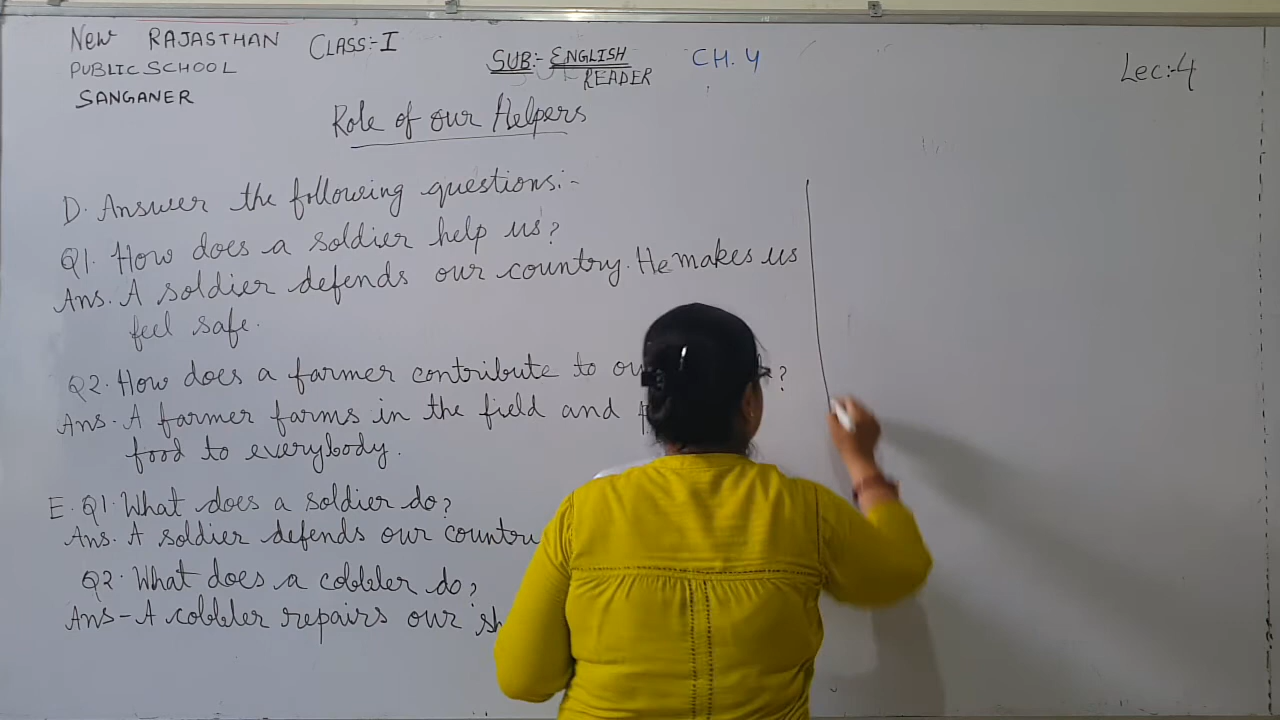 New RAJASTHAN
PUBLIC SCHOOL
SANGANER
CLASS:- I
SUB:- ENGLISH
READER
CH. 4
Lec:- 4
Role of our Helpers
D. Answer the following questions:-
Q1. How does a soldier help us?
Ans. A soldier defends our country. He makes us
feel safe.
Q2. How does a farmer contribute to ?
Ans. A farmer farms in the field and
food to everybody.
E. Q1. What does a soldier do?
Ans. A soldier defends our
Q2. What does a cobbler do?
Ans - A cobbler repairs our